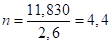 n = 11,830 / 2,6 = 4,4